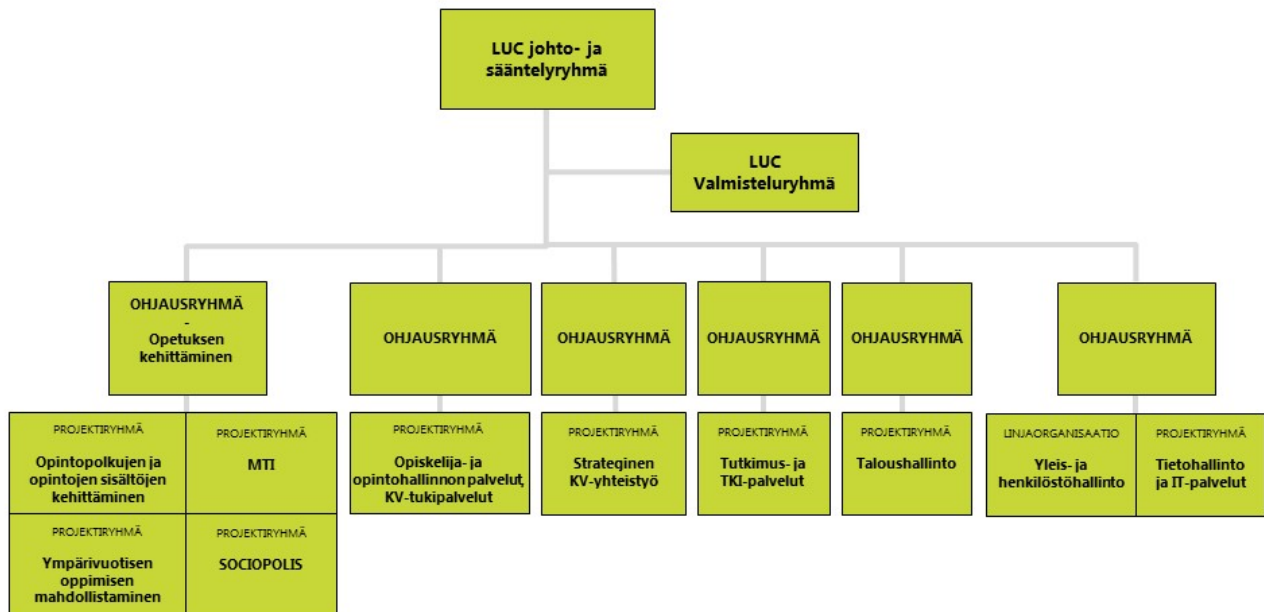 LUC johto- ja
sääntelyryhmä
LUC
Valmisteluryhmä
OHJAUSRYHMÄ
-
Opetuksen
kehittäminen
OHJAUSRYHMÄ
OHJAUSRYHMÄ
OHJAUSRYHMÄ
OHJAUSRYHMÄ
OHJAUSRYHMÄ
PROJEKTIRYHMÄ
Opintopolkujen ja
opintojen sisältöjen
kehittäminen
PROJEKTIRYHMÄ
MTI
PROJEKTIRYHMÄ
Ympärivuotisen
oppimisen
mahdollistaminen
PROJEKTIRYHMÄ
SOCIOPOLIS
PROJEKTIRYHMÄ
Opiskelija- ja
opintohallinnon palvelut,
KV-tukipalvelut
PROJEKTIRYHMÄ
Strateginen
KV-yhteistyö
PROJEKTIRYHMÄ
Tutkimus- ja
TKI-palvelut
PROJEKTIRYHMÄ
Taloushallinto
LINJAORGANISAATIO
Yleis- ja
henkilöstöhallinto
PROJEKTIRYHMÄ
Tietohallinto
ja IT-palvelut